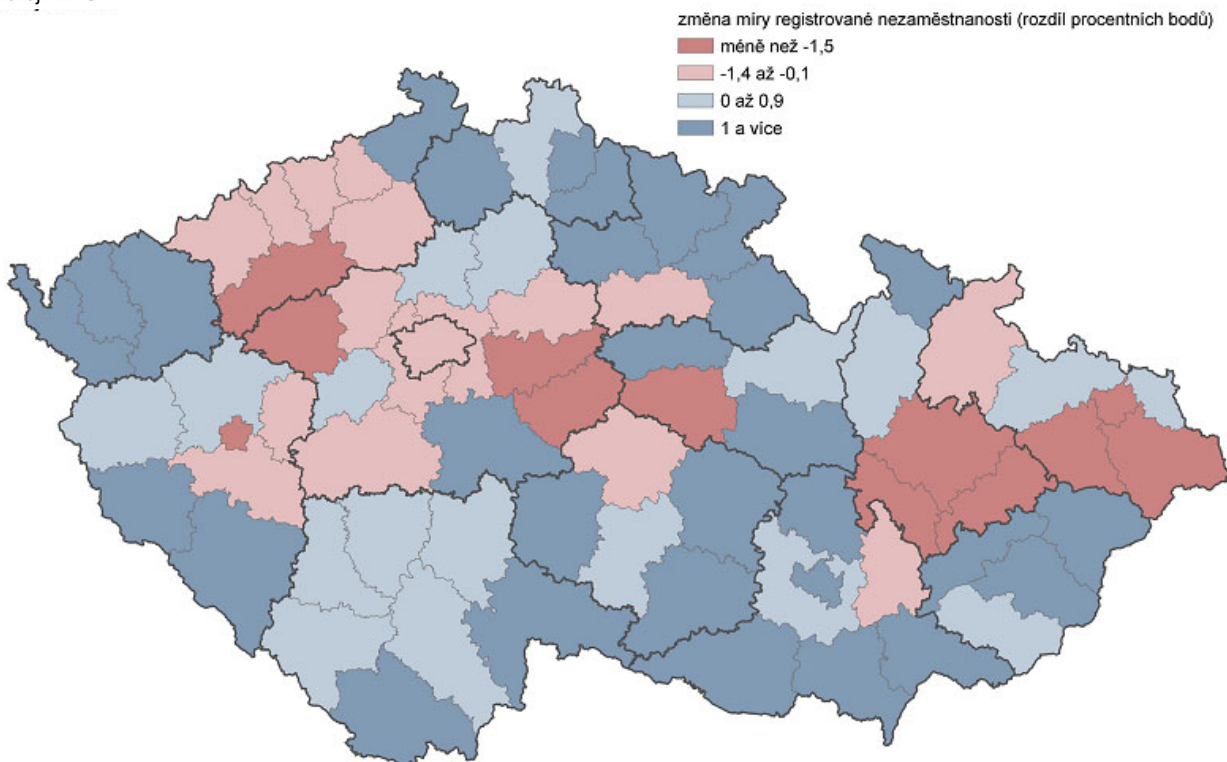 změna míry registrované nezaměstnanosti (rozdíl procentních bodů)
méně než -1,5
-1,4 až -0,1
0 až 0,9
1 a více